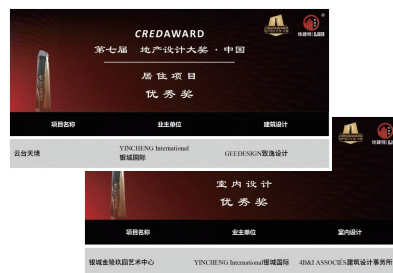 CREDAWARD
第七届 地产设计大奖·中国
居住项目
优秀奖
项目名称 业主单位 建筑设计
云台天境 YINCHENG International 银城国际 GEEDESIGN致逸设计
室内设计
优秀奖
项目名称 业主单位 室内设计
银城金陵玖园艺术中心 YINCHENG International银城国际 4B&I ASSOCIÉS建筑设计事务所